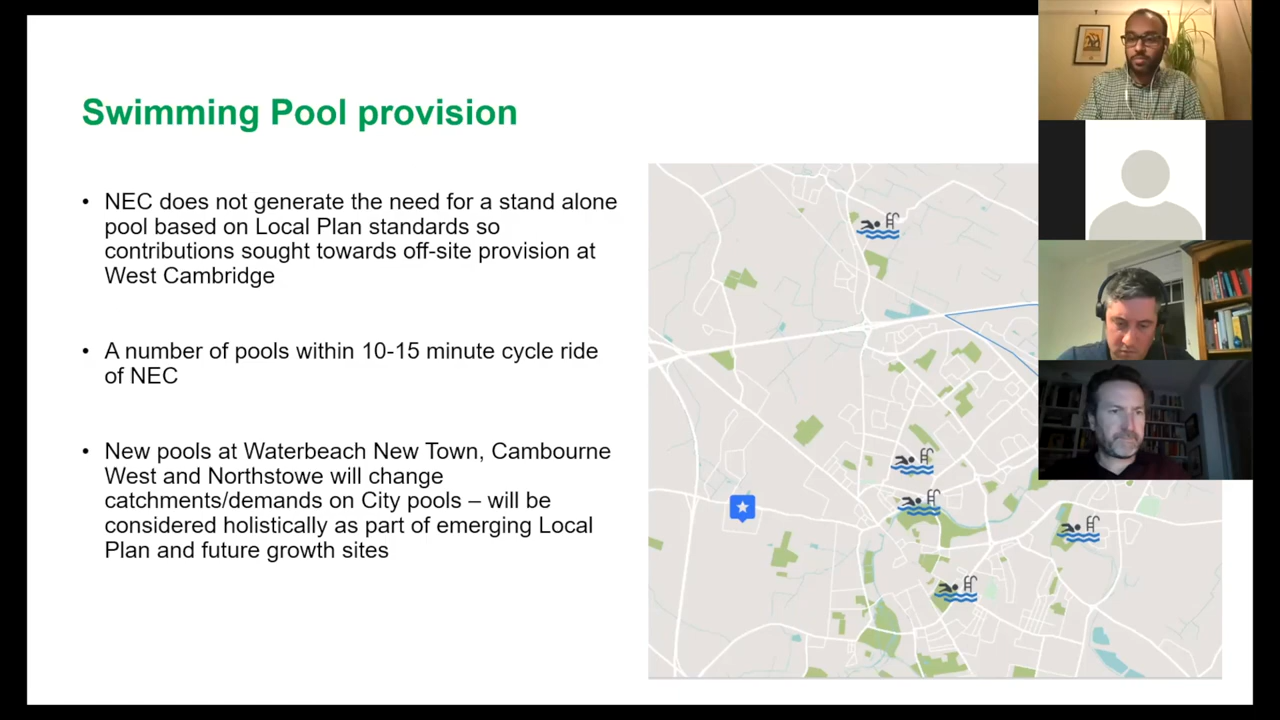 Swimming Pool provision
• NEC does not generate the need for a stand alone
pool based on Local Plan standards so
contributions sought towards off-site provision at
West Cambridge
• A number of pools within 10-15 minute cycle ride
of NEC
• New pools at Waterbeach New Town, Cambourne
West and Northstowe will change
catchments/demands on City pools – will be
considered holistically as part of emerging Local
Plan and future growth sites